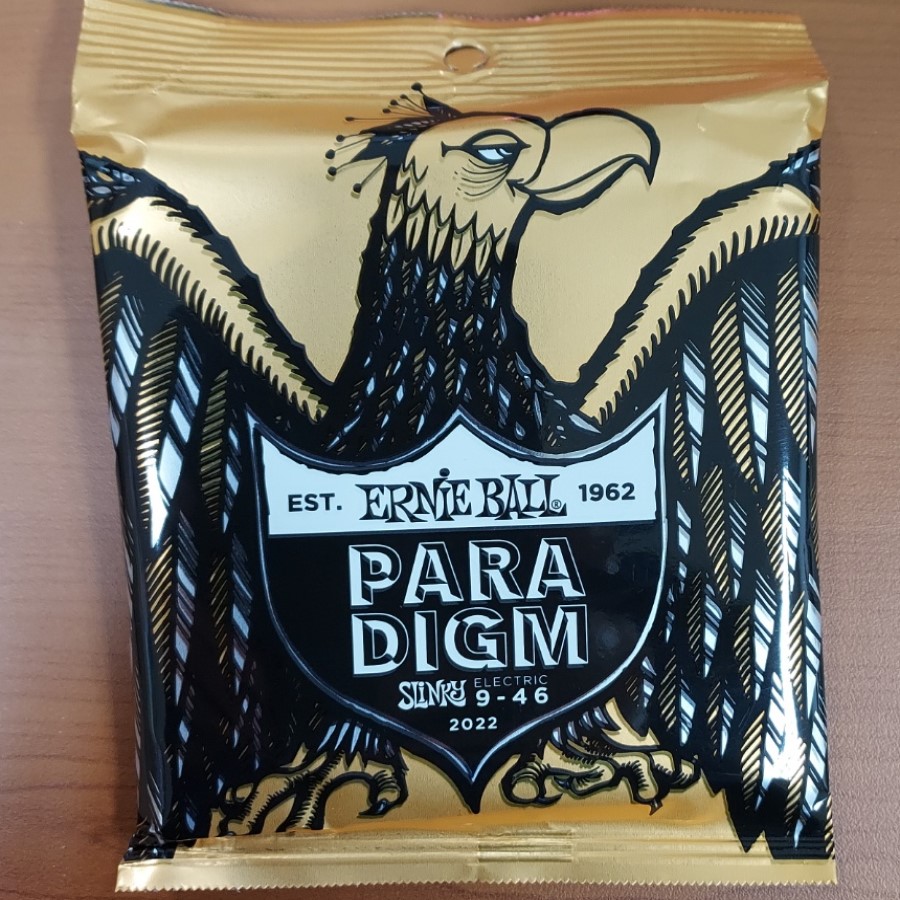 EST. ERNIE BALL® 1962
PARA
DIGM
SLINKY ELECTRIC 9-46
2022